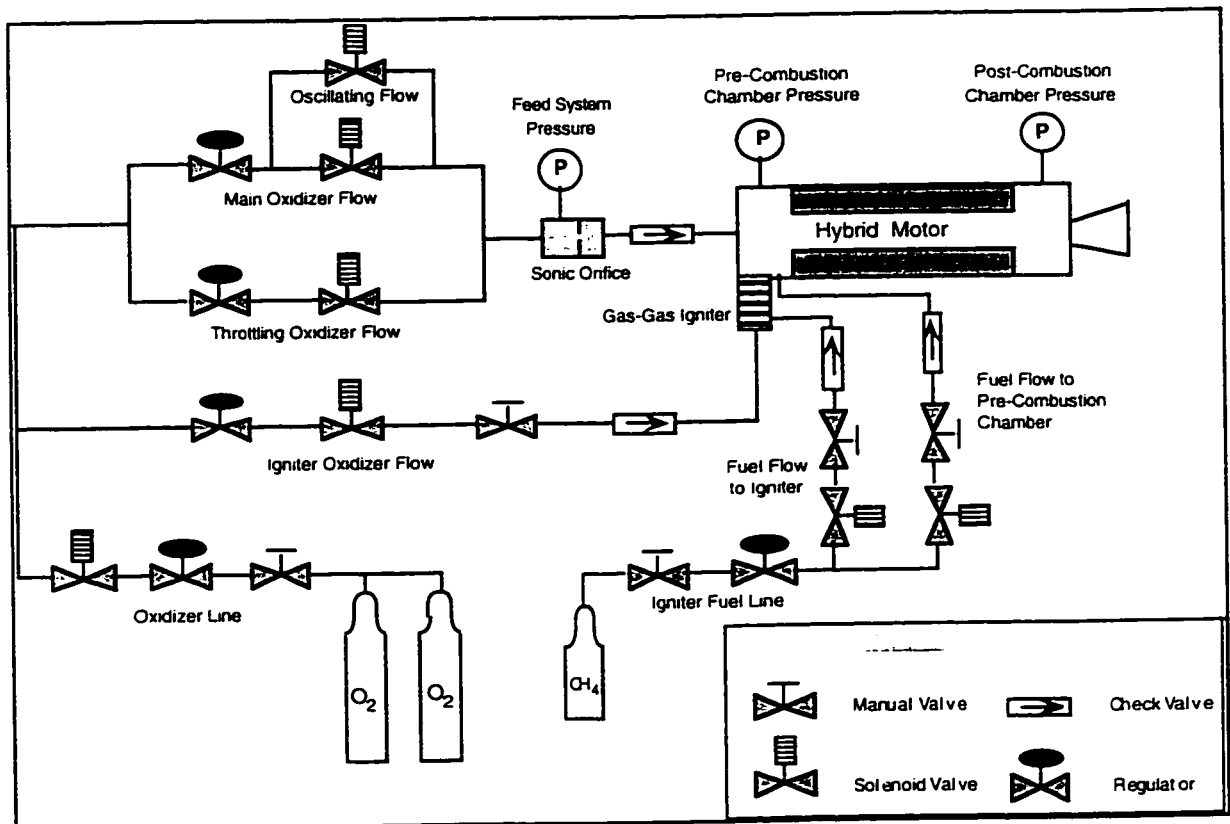 Oscillating Flow
Feed System
Pressure
Pre-Combustion
Chamber Pressure
Post-Combustion
Chamber Pressure
P
P
P
Main Oxidizer Flow
Hybrid Motor
Sonic Orifice
Throttling Oxidizer Flow
Gas-Gas Igniter
Igniter Oxidizer Flow
Fuel Flow
to Igniter
Fuel Flow to
Pre-Combustion
Chamber
Oxidizer Line
Igniter Fuel Line
O2
O2
CH4
Manual Valve
Check Valve
Solenoid Valve
Regulator